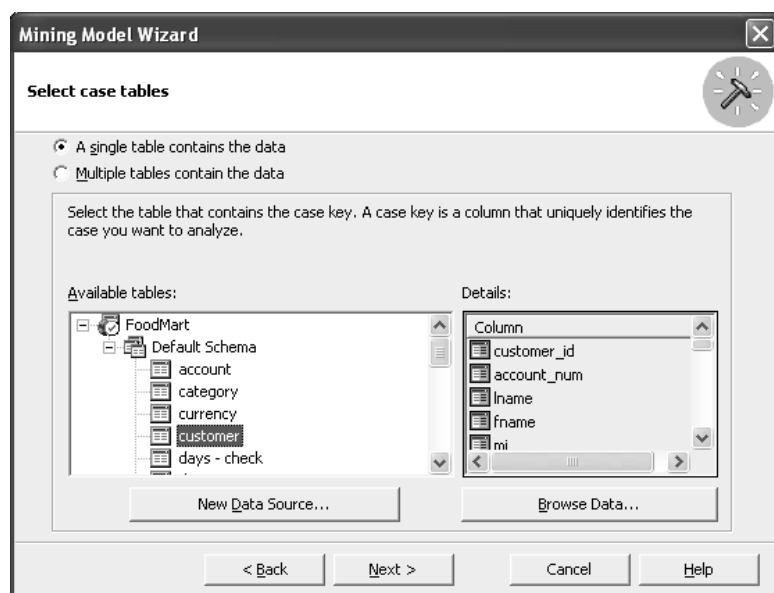 Mining Model Wizard
Select case tables
A single table contains the data
Multiple tables contain the data
Select the table that contains the case key. A case key is a column that uniquely identifies the
case you want to analyze.
Available tables:
FoodMart
Default Schema
account
category
currency
customer
days - check
Details:
Column
customer_id
account_num
lname
fname
mi
New Data Source...
Browse Data...
< Back
Next >
Cancel
Help